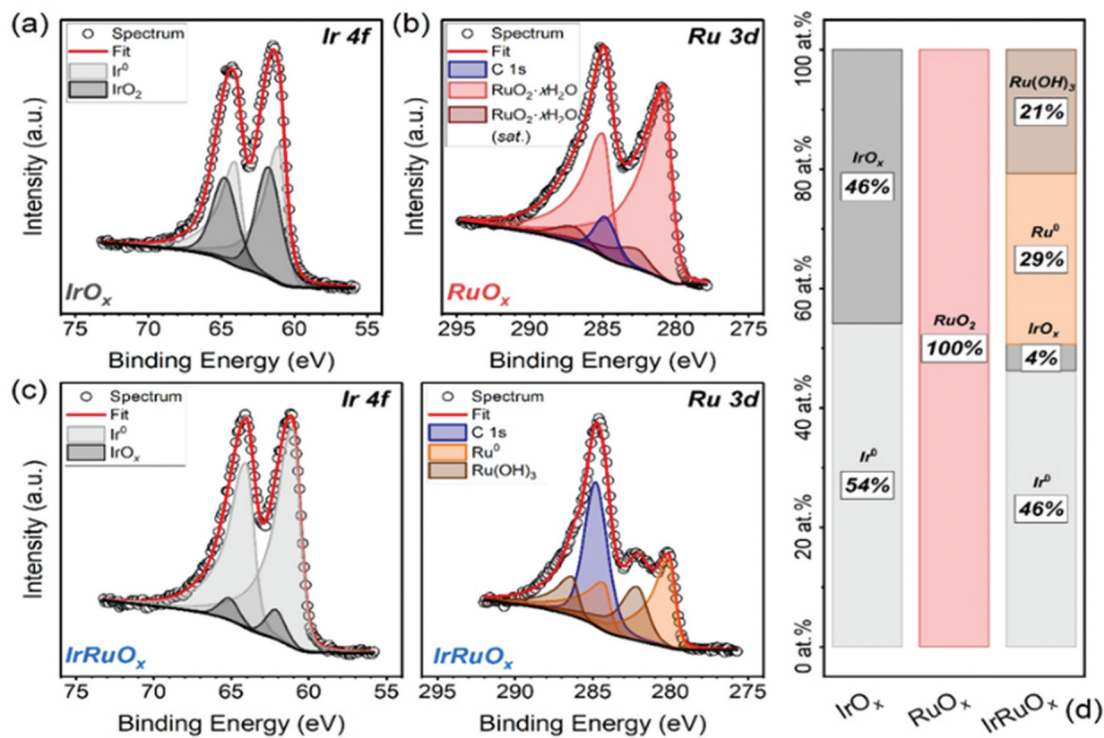 (a)
Ir 4f
Spectrum
Fit
Ir⁰
IrO₂
Intensity (a.u.)
IrOₓ
75 70 65 60 55
Binding Energy (eV)
(b)
Ru 3d
Spectrum
Fit
C 1s
RuO₂·xH₂O
RuO₂·xH₂O
(sat.)
Intensity (a.u.)
RuOₓ
295 290 285 280 275
Binding Energy (eV)
(c)
Ir 4f
Spectrum
Fit
Ir⁰
IrOₓ
Intensity (a.u.)
IrRuOₓ
75 70 65 60 55
Binding Energy (eV)
Ru 3d
Spectrum
Fit
C 1s
Ru⁰
Ru(OH)₃
IrRuOₓ
295 290 285 280 275
Binding Energy (eV)
100 at.%
80 at.%
60 at.%
40 at.%
20 at.%
0 at.%
IrOₓ
46%
Ir⁰
54%
RuO₂
100%
Ru(OH)₃
21%
Ru⁰
29%
IrOₓ
4%
Ir⁰
46%
IrOₓ
RuOₓ
IrRuOₓ
(d)